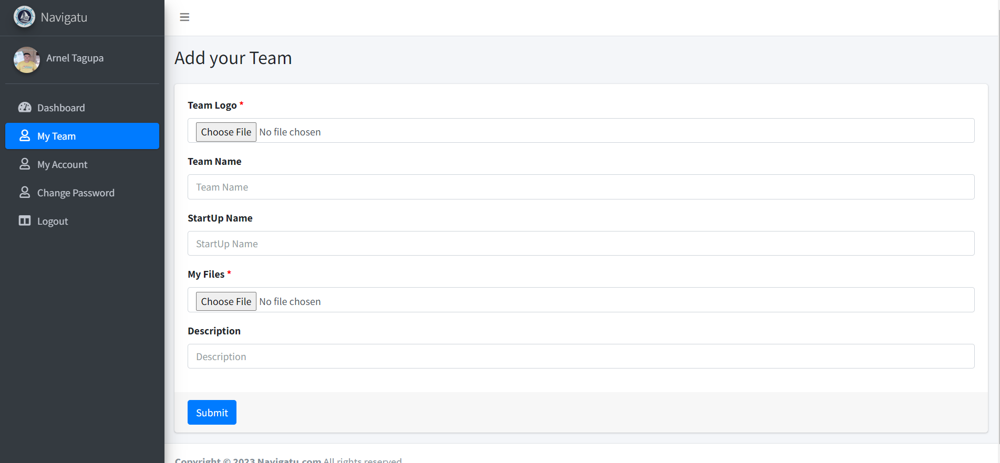 Navigatu
Arnel Tagupa
Dashboard
My Team
My Account
Change Password
Logout
Add your Team
Team Logo *
Choose File No file chosen
Team Name
Team Name
StartUp Name
StartUp Name
My Files *
Choose File No file chosen
Description
Description
Submit
Copyright © 2023 Navigatu.com All rights reserved.